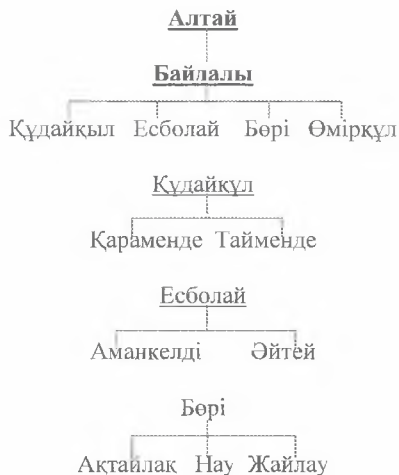 Алтай
Байлалы
Құдайқыл Есболай Бөрі Өмірқұл
Құдайқұл
Қараменде Тайменде
Есболай
Аманкелді Әйтей
Бөрі
Ақтайлақ Нау Жайлау